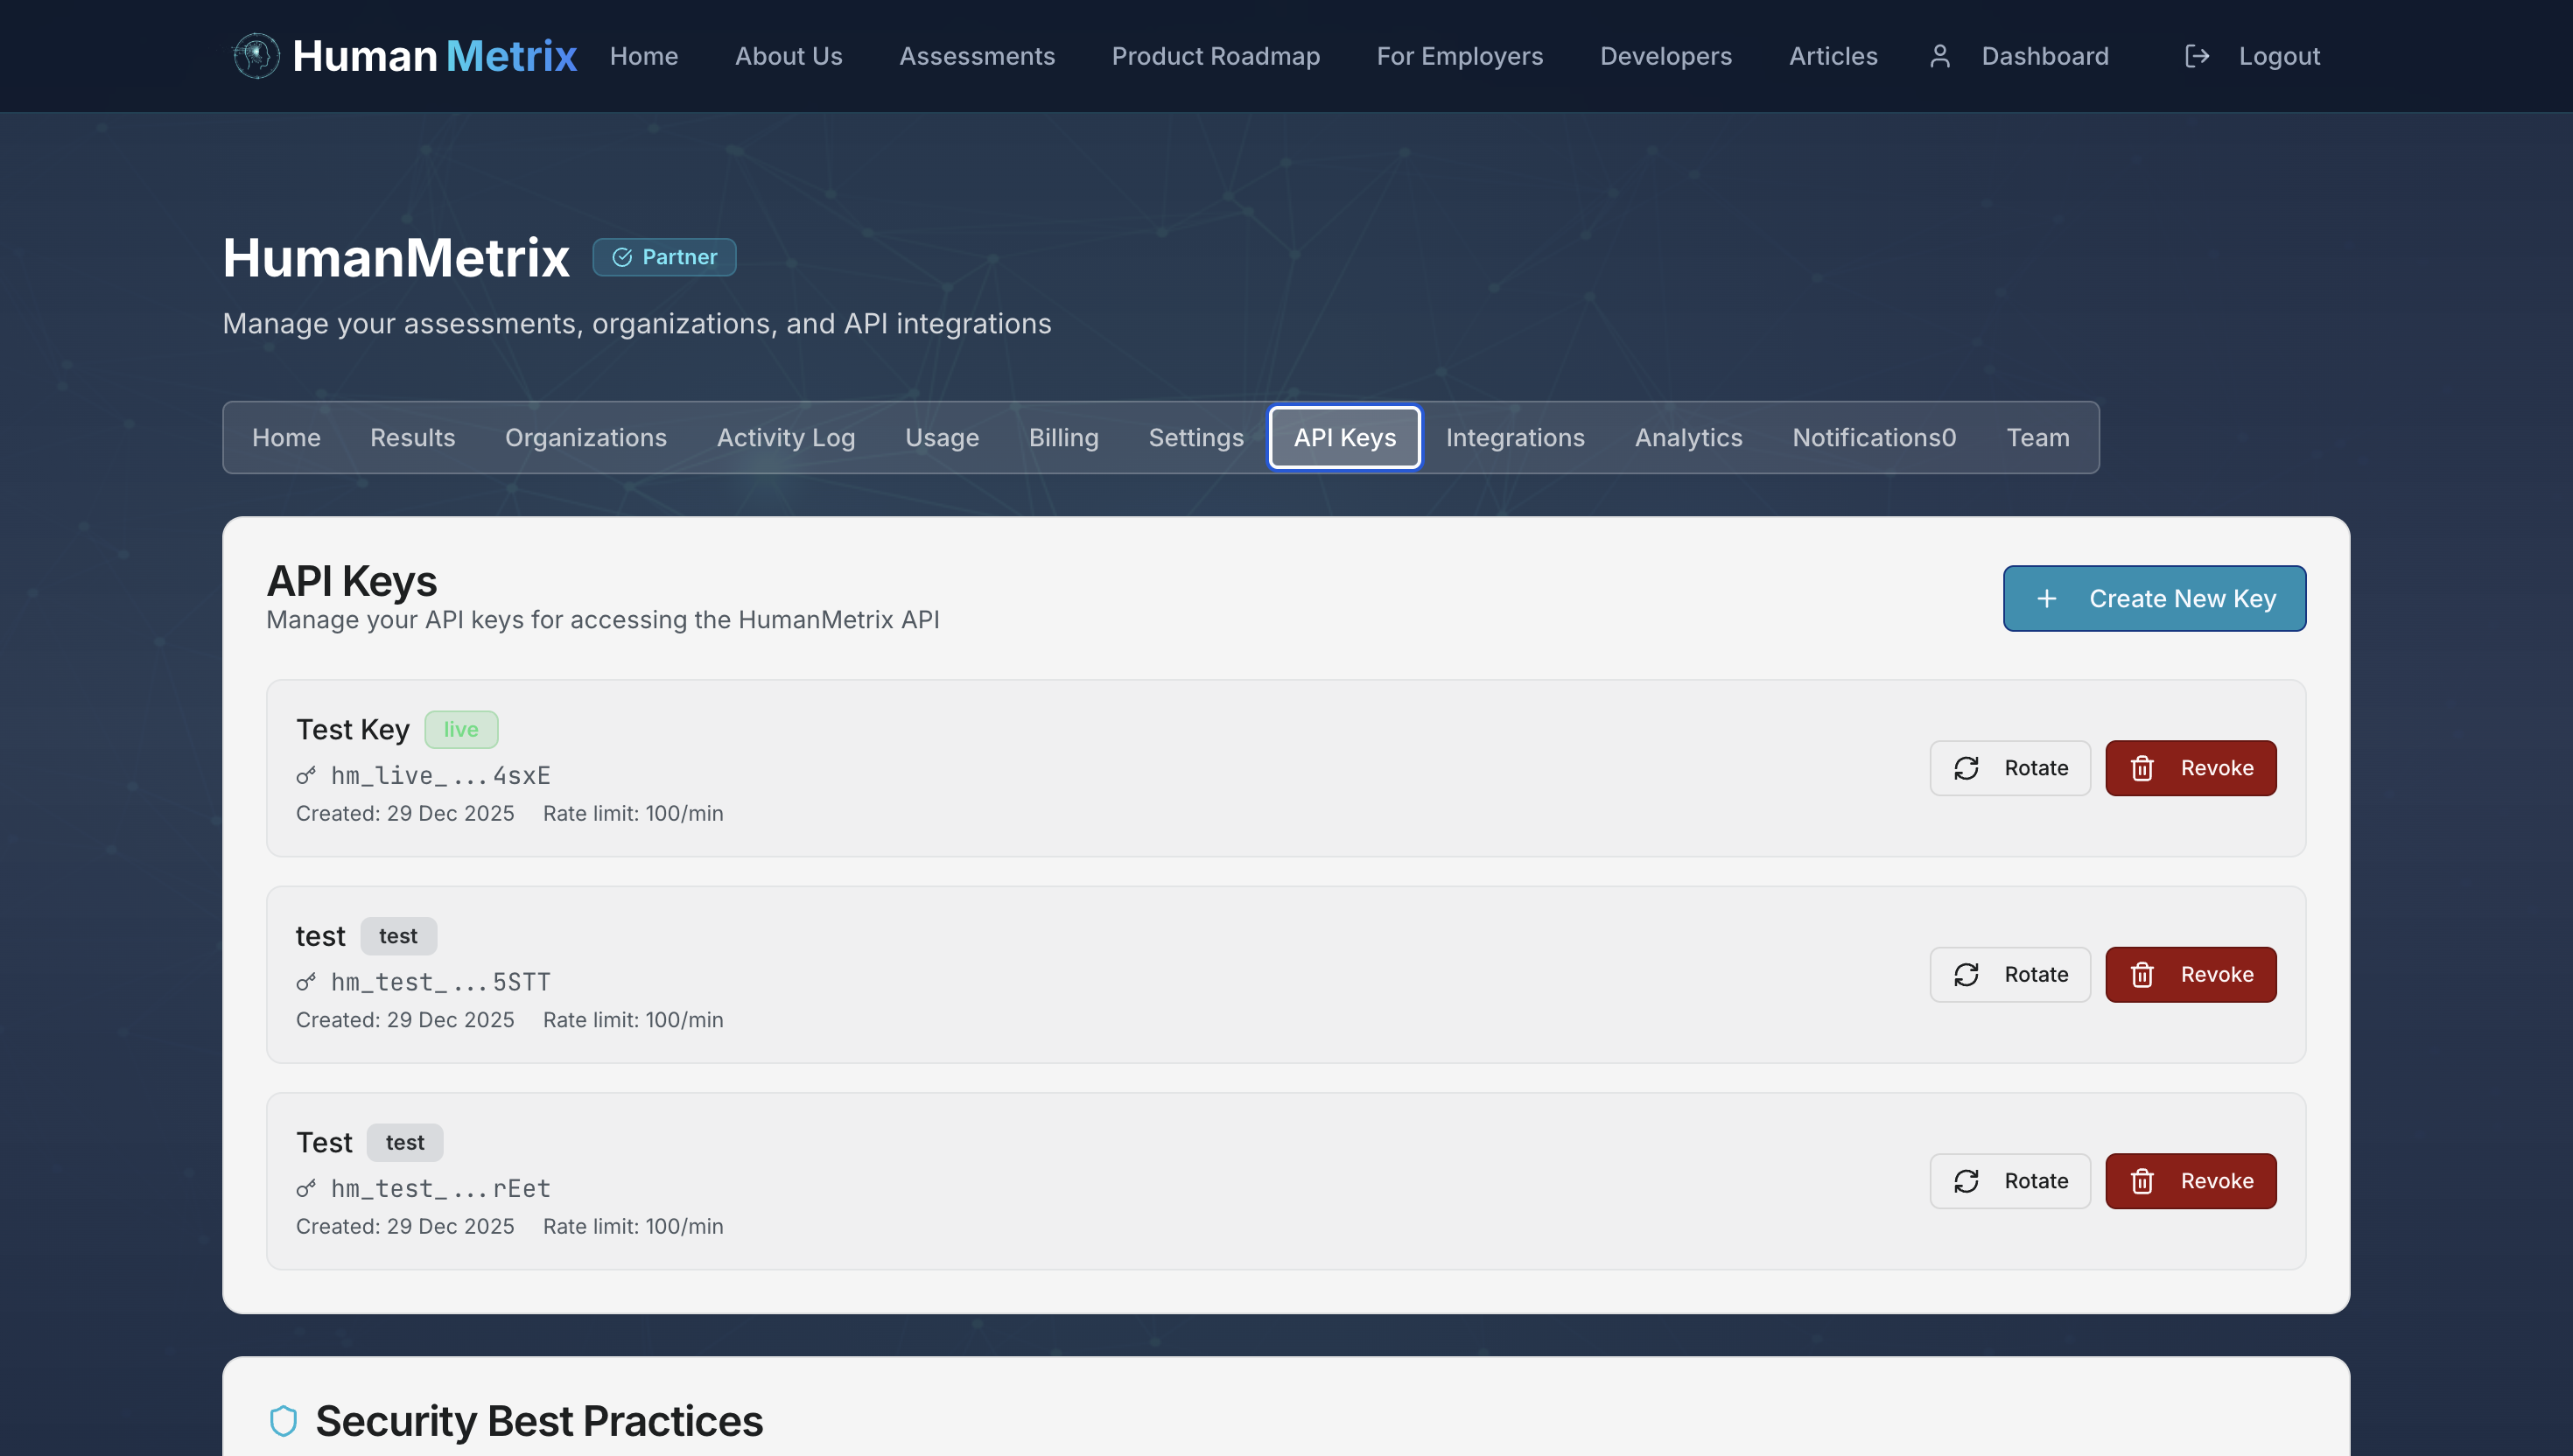 Human Metrix Home About Us Assessments Product Roadmap For Employers Developers Articles Dashboard Logout
HumanMetrix Partner
Manage your assessments, organizations, and API integrations
Home Results Organizations Activity Log Usage Billing Settings API Keys Integrations Analytics Notifications0 Team
API Keys
Manage your API keys for accessing the HumanMetrix API
Create New Key
Test Key live
hm_live_...4sxE
Created: 29 Dec 2025 Rate limit: 100/min
Rotate Revoke
test test
hm_test_...5STT
Created: 29 Dec 2025 Rate limit: 100/min
Rotate Revoke
Test test
hm_test_...rEet
Created: 29 Dec 2025 Rate limit: 100/min
Rotate Revoke
Security Best Practices